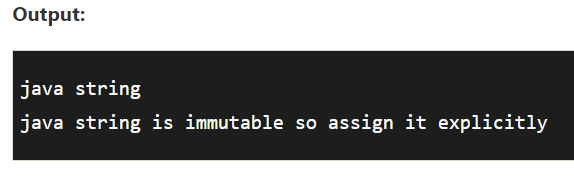 Output:
java string
java string is immutable so assign it explicitly